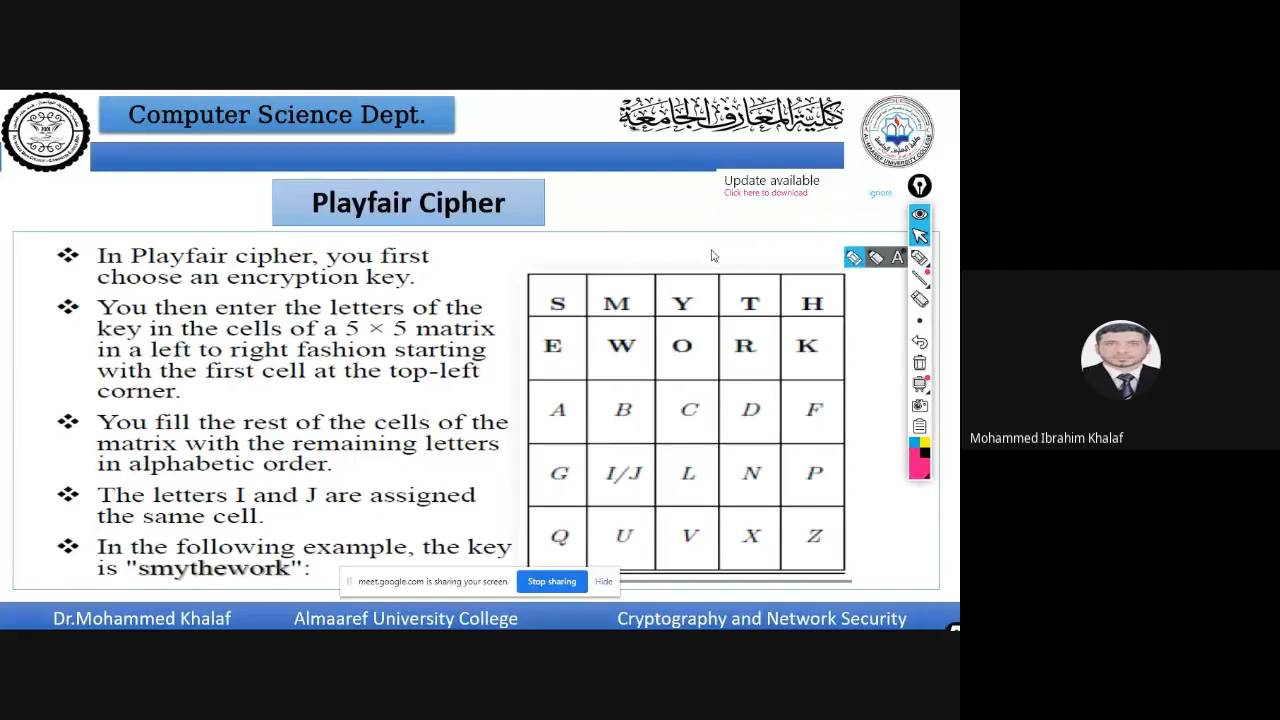 Computer Science Dept.
كلية المعارف الجامعة
Update available
Click here to download
ignore
Playfair Cipher
❖ In Playfair cipher, you first
choose an encryption key.
❖ You then enter the letters of the
key in the cells of a 5 × 5 matrix
in a left to right fashion starting
with the first cell at the top-left
corner.
❖ You fill the rest of the cells of the
matrix with the remaining letters
in alphabetic order.
❖ The letters I and J are assigned
the same cell.
❖ In the following example, the key
is "smythework":
S M Y T H
E W O R K
A B C D F
G I/J L N P
Q U V X Z
A
meet.google.com is sharing your screen.
Stop sharing
Hide
Mohammed Ibrahim Khalaf
Dr.Mohammed Khalaf
Almaaref University College
Cryptography and Network Security